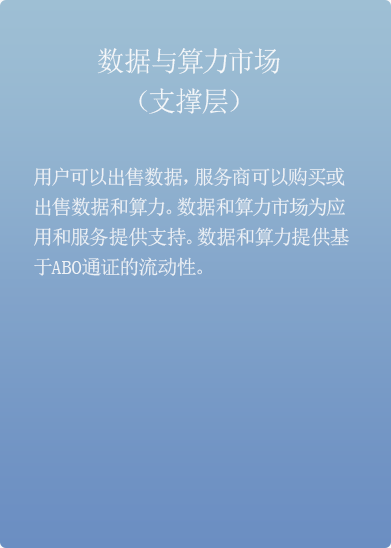 数据与算力市场
（支撑层）
用户可以出售数据，服务商可以购买或
出售数据和算力。数据和算力市场为应
用和服务提供支持。数据和算力提供基
于ABO通证的流动性。